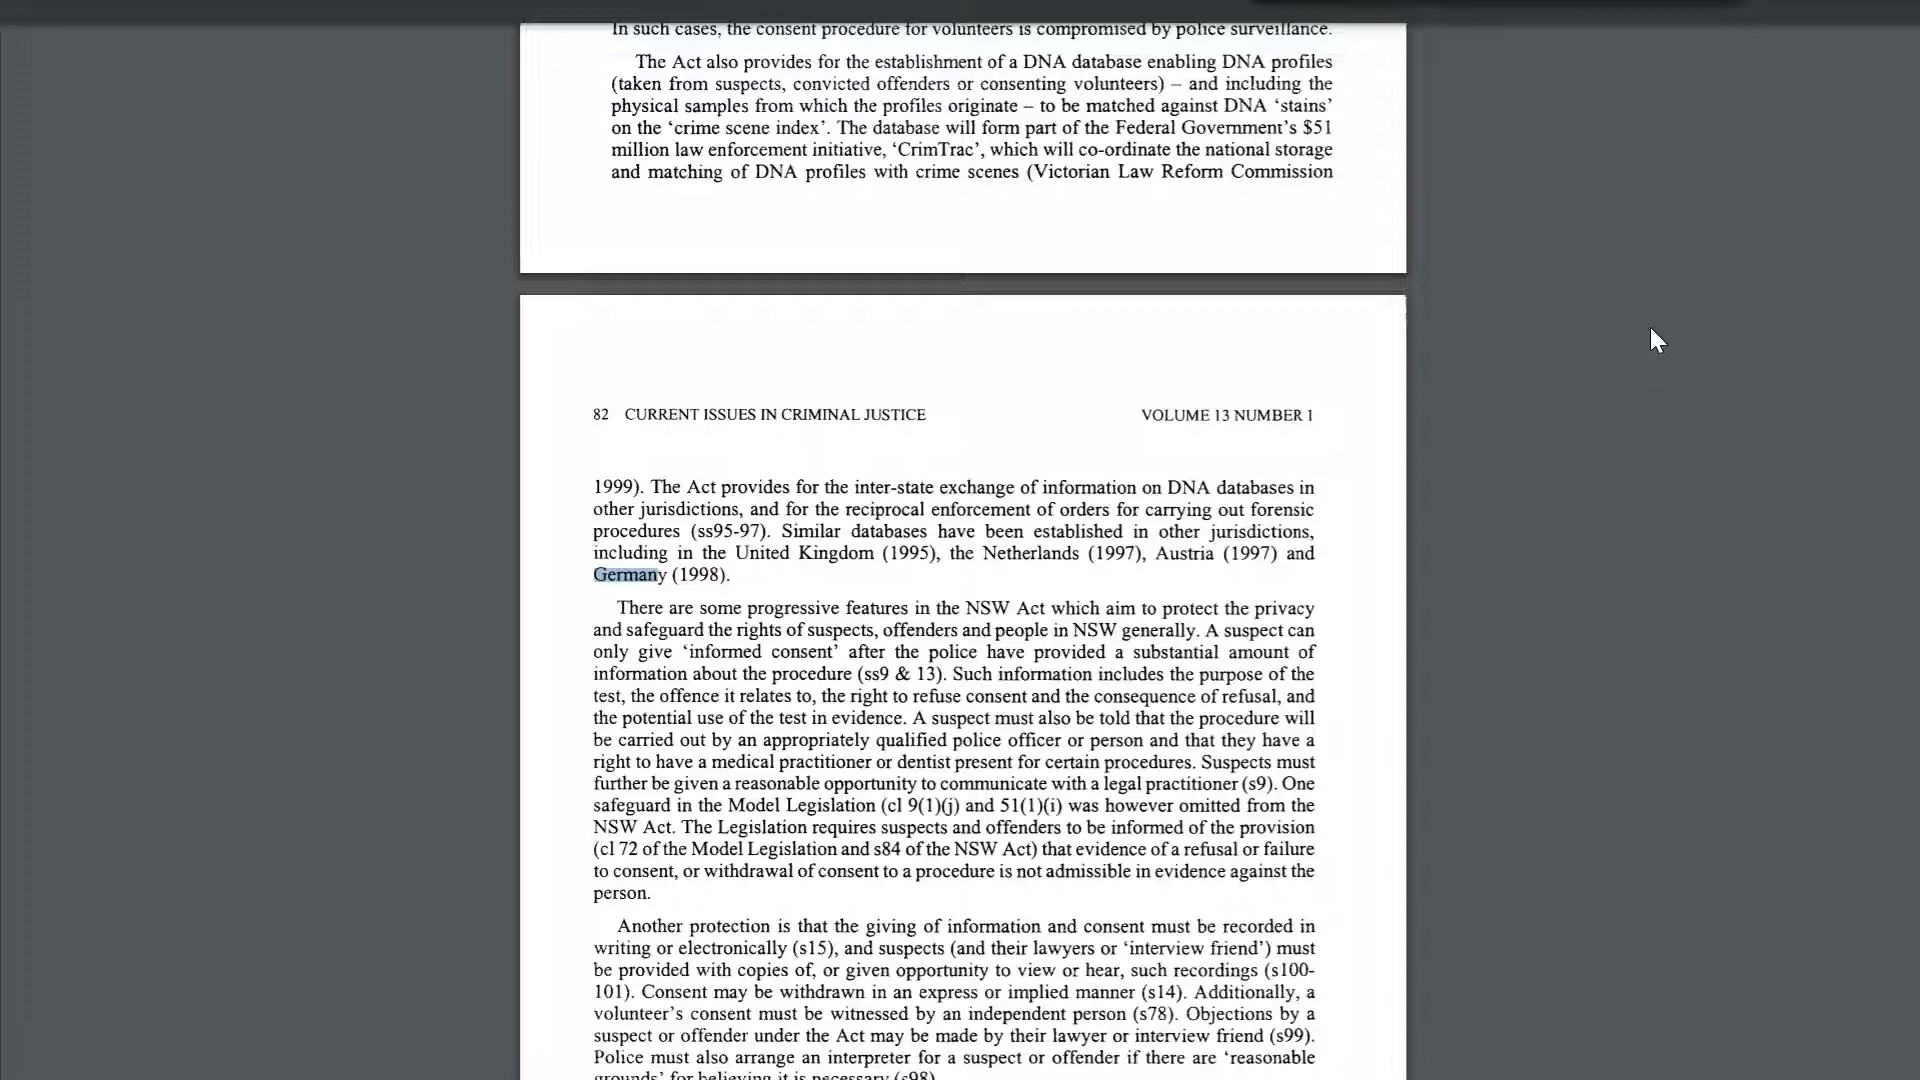 In such cases, the consent procedure for volunteers is compromised by police surveillance.
The Act also provides for the establishment of a DNA database enabling DNA profiles
(taken from suspects, convicted offenders or consenting volunteers) – and including the
physical samples from which the profiles originate – to be matched against DNA ‘stains’
on the ‘crime scene index’. The database will form part of the Federal Government’s $51
million law enforcement initiative, ‘CrimTrac’, which will co-ordinate the national storage
and matching of DNA profiles with crime scenes (Victorian Law Reform Commission
82 CURRENT ISSUES IN CRIMINAL JUSTICE VOLUME 13 NUMBER 1
1999). The Act provides for the inter-state exchange of information on DNA databases in
other jurisdictions, and for the reciprocal enforcement of orders for carrying out forensic
procedures (ss95-97). Similar databases have been established in other jurisdictions,
including in the United Kingdom (1995), the Netherlands (1997), Austria (1997) and
Germany (1998).
There are some progressive features in the NSW Act which aim to protect the privacy
and safeguard the rights of suspects, offenders and people in NSW generally. A suspect can
only give ‘informed consent’ after the police have provided a substantial amount of
information about the procedure (ss9 & 13). Such information includes the purpose of the
test, the offence it relates to, the right to refuse consent and the consequence of refusal, and
the potential use of the test in evidence. A suspect must also be told that the procedure will
be carried out by an appropriately qualified police officer or person and that they have a
right to have a medical practitioner or dentist present for certain procedures. Suspects must
further be given a reasonable opportunity to communicate with a legal practitioner (s9). One
safeguard in the Model Legislation (cl 9(1)(j) and 51(1)(i) was however omitted from the
NSW Act. The Legislation requires suspects and offenders to be informed of the provision
(cl 72 of the Model Legislation and s84 of the NSW Act) that evidence of a refusal or failure
to consent, or withdrawal of consent to a procedure is not admissible in evidence against the
person.
Another protection is that the giving of information and consent must be recorded in
writing or electronically (s15), and suspects (and their lawyers or ‘interview friend’) must
be provided with copies of, or given opportunity to view or hear, such recordings (s100-
101). Consent may be withdrawn in an express or implied manner (s14). Additionally, a
volunteer’s consent must be witnessed by an independent person (s78). Objections by a
suspect or offender under the Act may be made by their lawyer or interview friend (s99).
Police must also arrange an interpreter for a suspect or offender if there are ‘reasonable
grounds’ for believing it is necessary (s98).